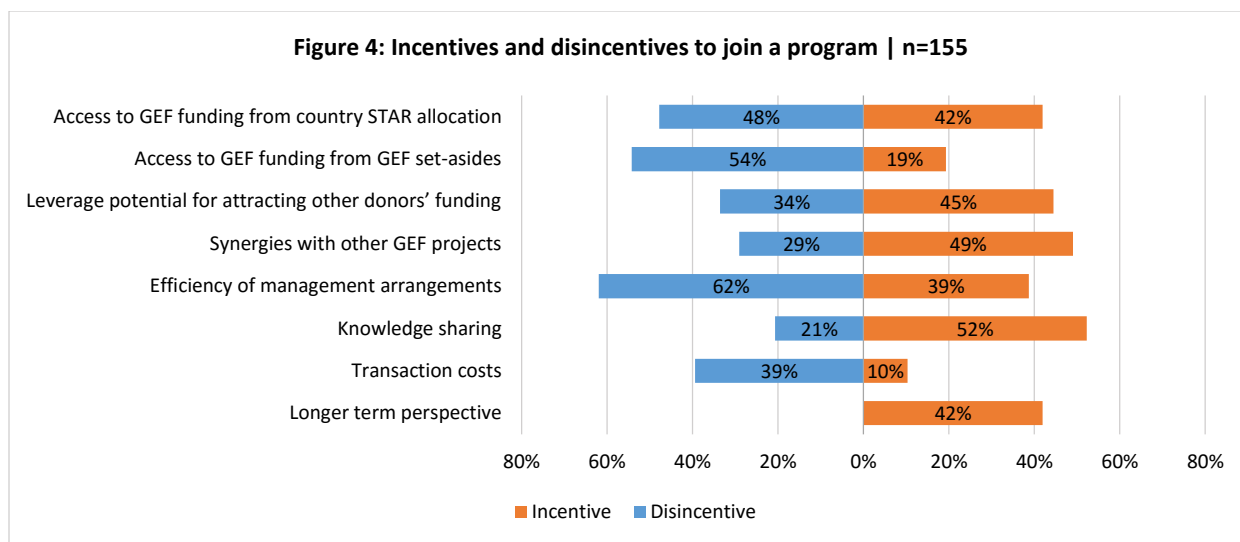 Figure 4: Incentives and disincentives to join a program | n=155
Access to GEF funding from country STAR allocation 48% 42%
Access to GEF funding from GEF set-asides 54% 19%
Leverage potential for attracting other donors’ funding 34% 45%
Synergies with other GEF projects 29% 49%
Efficiency of management arrangements 62% 39%
Knowledge sharing 21% 52%
Transaction costs 39% 10%
Longer term perspective 42%
80% 60% 40% 20% 0% 20% 40% 60% 80%
Incentive Disincentive